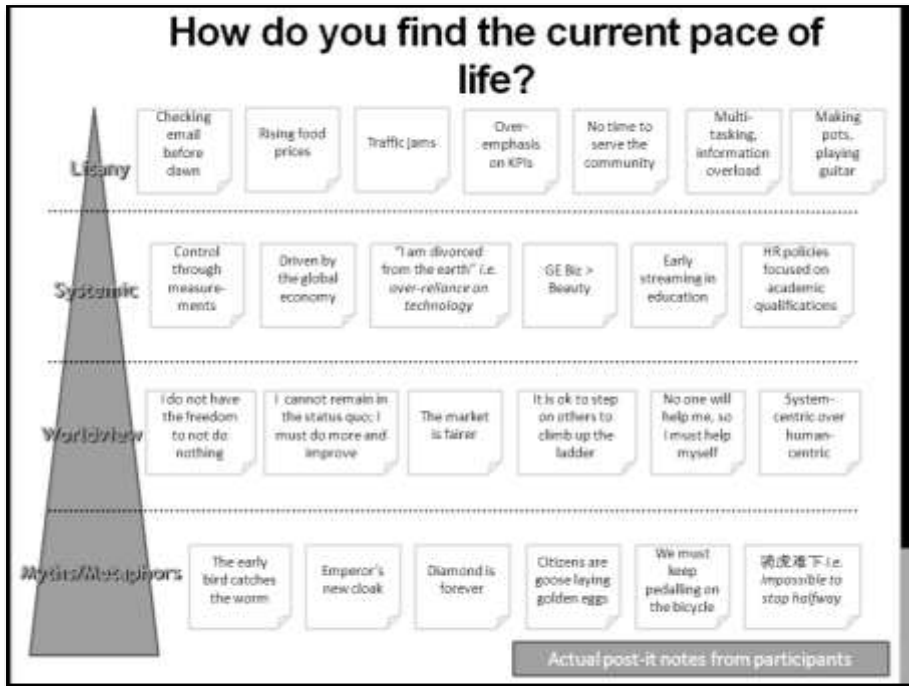 How do you find the current pace of
life?
Litany
Checking
email
before
dawn
Rising food
prices
Traffic jams
Over-
emphasis
on KPIs
No time to
serve the
community
Multi-
tasking,
information
overload
Making
pots,
playing
guitar
Systemic
Control
through
measure-
ments
Driven by
the global
economy
"I am divorced
from the earth" i.e.
over-reliance on
technology
GE Biz >
Beauty
Early
streaming in
education
HR policies
focused on
academic
qualifications
Worldview
I do not have
the freedom
to not do
nothing
I cannot remain in
the status quo; I
must do more and
improve
The market
is fairer
It is ok to step
on others to
climb up the
ladder
No one will
help me, so
I must help
myself
System-
centric over
human-
centric
Myths/Metaphors
The early
bird catches
the worm
Emperor's
new cloak
Diamond is
forever
Citizens are
goose laying
golden eggs
We must
keep
pedalling on
the bicycle
骑虎难下 i.e.
Impossible to
stop halfway
Actual post-it notes from participants